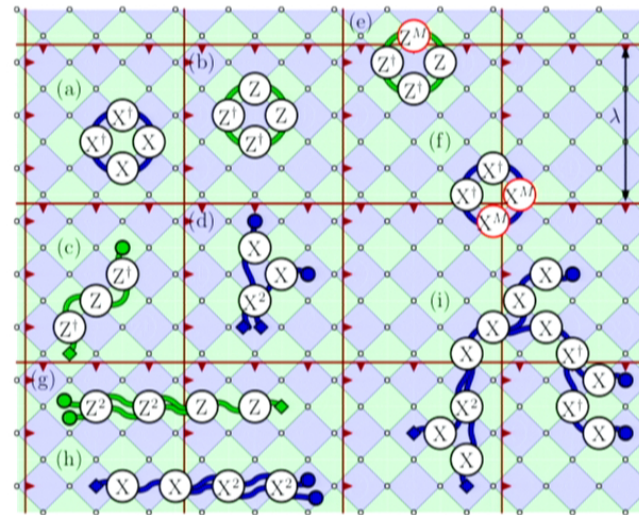 (e)
Z^M
Z† Z
Z†
(b)
Z
Z† Z
Z†
(a)
X†
X† X
X
λ
(f)
X†
X† X^M
X^M
(c)
Z†
Z
Z†
(d)
X
X
X²
(i)
X
X
X X
X X†
X
X² X†
X X
X
(g)
Z² Z² Z Z
(h)
X X X² X²